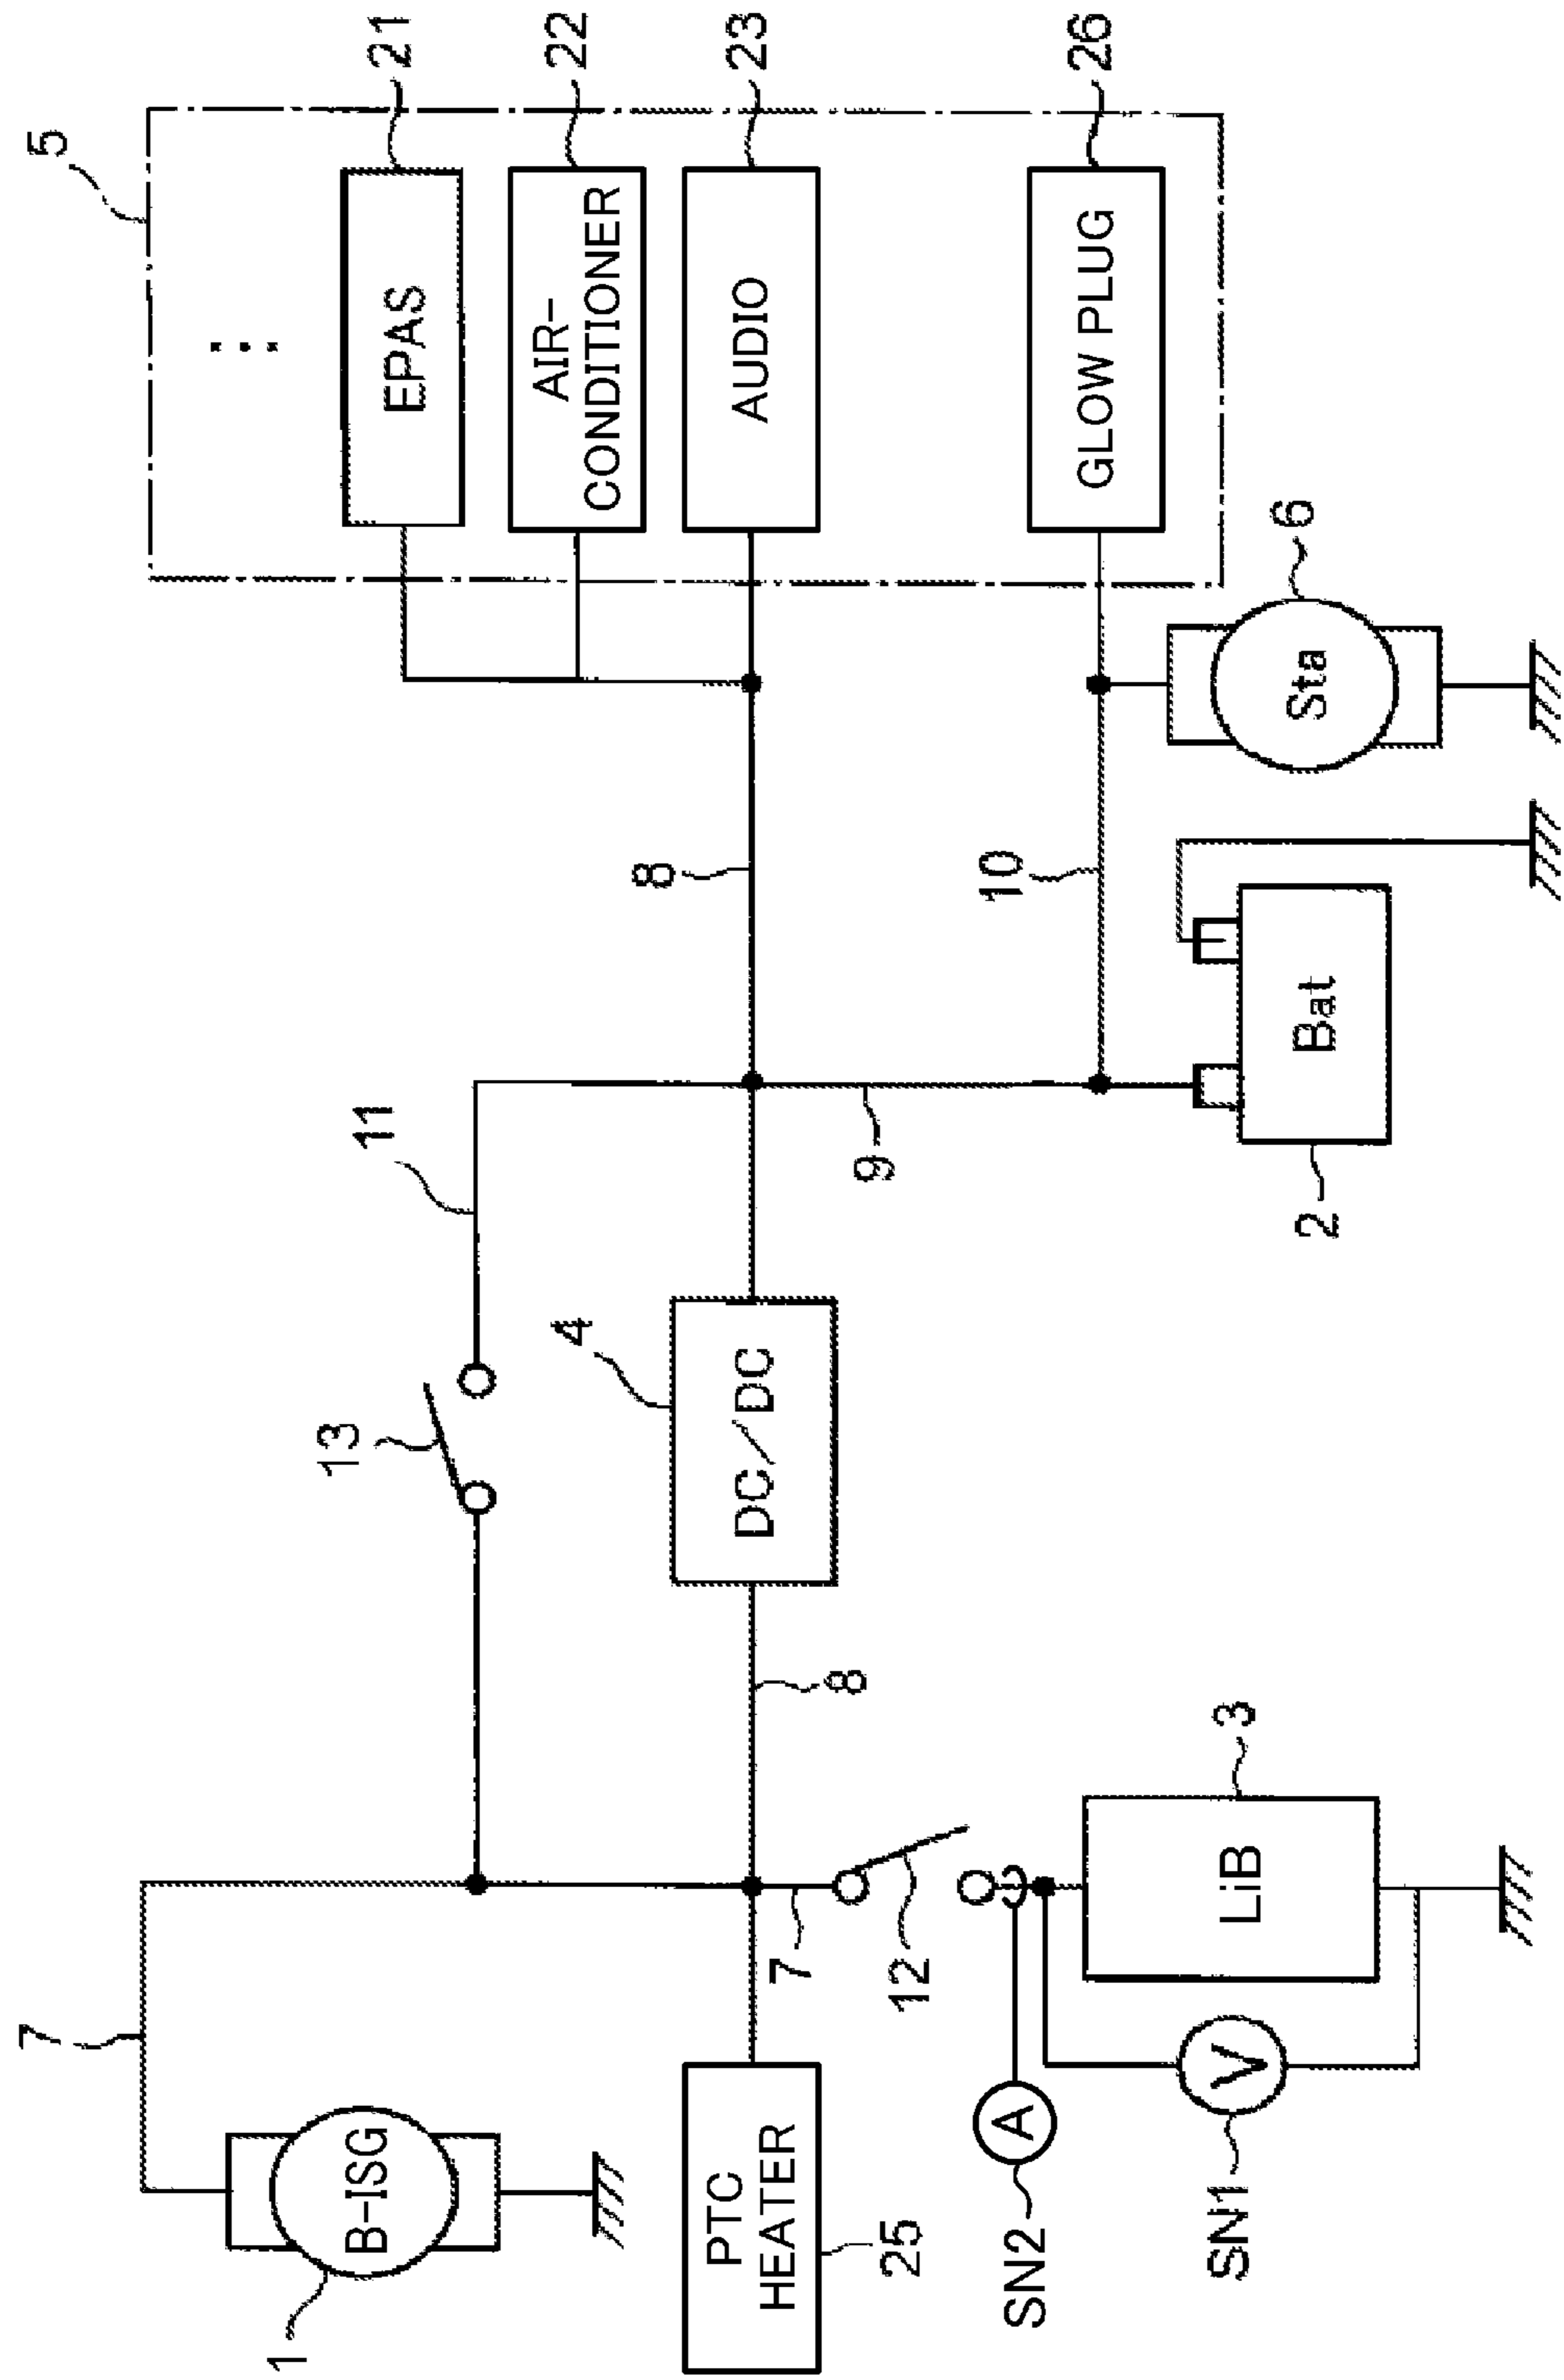 5
21
22
23
26
EPAS
AIR-
CONDITIONER
AUDIO
GLOW PLUG
7
1
B-ISG
13
11
4
DC/DC
8
8
10
9
6
Sta
Bat
2
7
12
PTC
HEATER
25
A
SN2
V
SN1
LiB
3